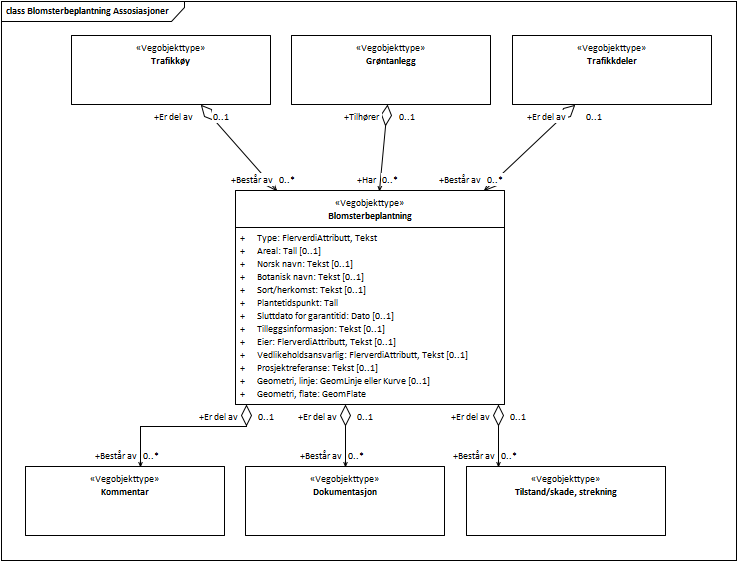 class Blomsterbeplantning Assosiasjoner
«Vegobjekttype»
Trafikkøy
«Vegobjekttype»
Grøntanlegg
«Vegobjekttype»
Trafikkdeler
+Er del av 0..1
+Tilhører 0..1
+Er del av 0..1
+Består av 0..*
+Har 0..*
+Består av 0..*
«Vegobjekttype»
Blomsterbeplantning
+ Type: FlerverdiAttributt, Tekst
+ Areal: Tall [0..1]
+ Norsk navn: Tekst [0..1]
+ Botanisk navn: Tekst [0..1]
+ Sort/herkomst: Tekst [0..1]
+ Plantetidspunkt: Tall
+ Sluttdato for garantitid: Dato [0..1]
+ Tilleggsinformasjon: Tekst [0..1]
+ Eier: FlerverdiAttributt, Tekst [0..1]
+ Vedlikeholdsansvarlig: FlerverdiAttributt, Tekst [0..1]
+ Prosjektreferanse: Tekst [0..1]
+ Geometri, linje: GeomLinje eller Kurve [0..1]
+ Geometri, flate: GeomFlate
+Er del av 0..1
+Er del av 0..1
+Er del av 0..1
+Består av 0..*
+Består av 0..*
+Består av 0..*
«Vegobjekttype»
Kommentar
«Vegobjekttype»
Dokumentasjon
«Vegobjekttype»
Tilstand/skade, strekning